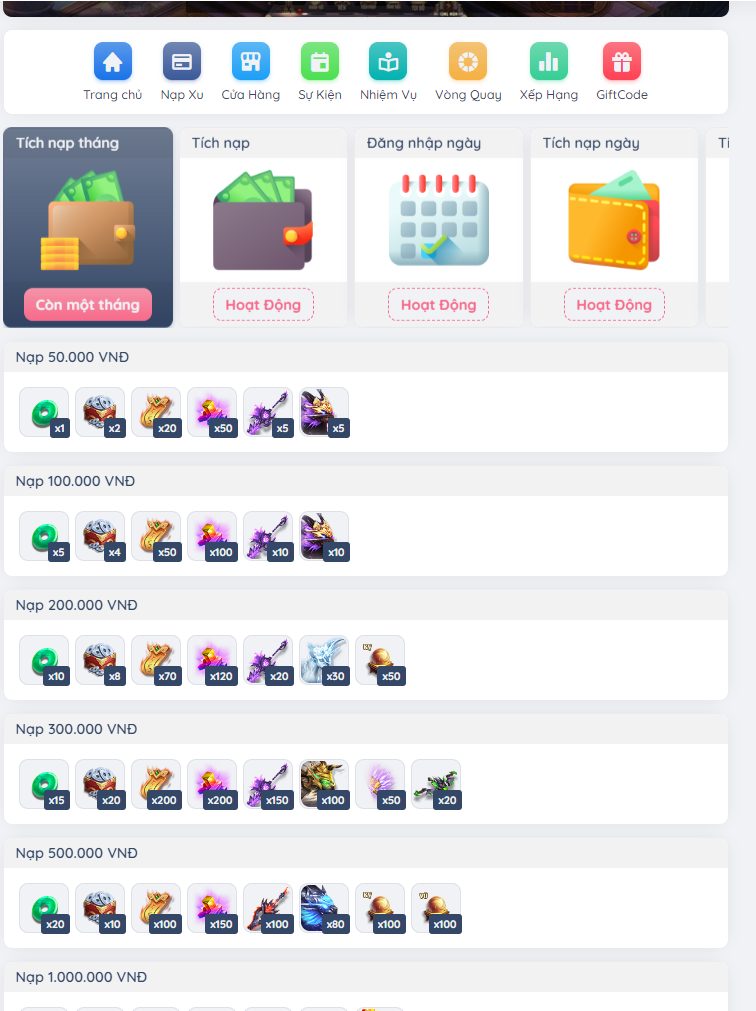 Trang chủ Nạp Xu Cửa Hàng Sự Kiện Nhiệm Vụ Vòng Quay Xếp Hạng GiftCode
Tích nạp tháng Tích nạp Đăng nhập ngày Tích nạp ngày
Còn một tháng Hoạt Động Hoạt Động Hoạt Động
Nạp 50.000 VNĐ
x1 x2 x20 x50 x5 x5
Nạp 100.000 VNĐ
x5 x4 x50 x100 x10 x10
Nạp 200.000 VNĐ
x10 x8 x70 x120 x20 x30 x50
Nạp 300.000 VNĐ
x15 x20 x200 x200 x150 x100 x50 x20
Nạp 500.000 VNĐ
x20 x10 x100 x150 x100 x80 x100 x100
Nạp 1.000.000 VNĐ